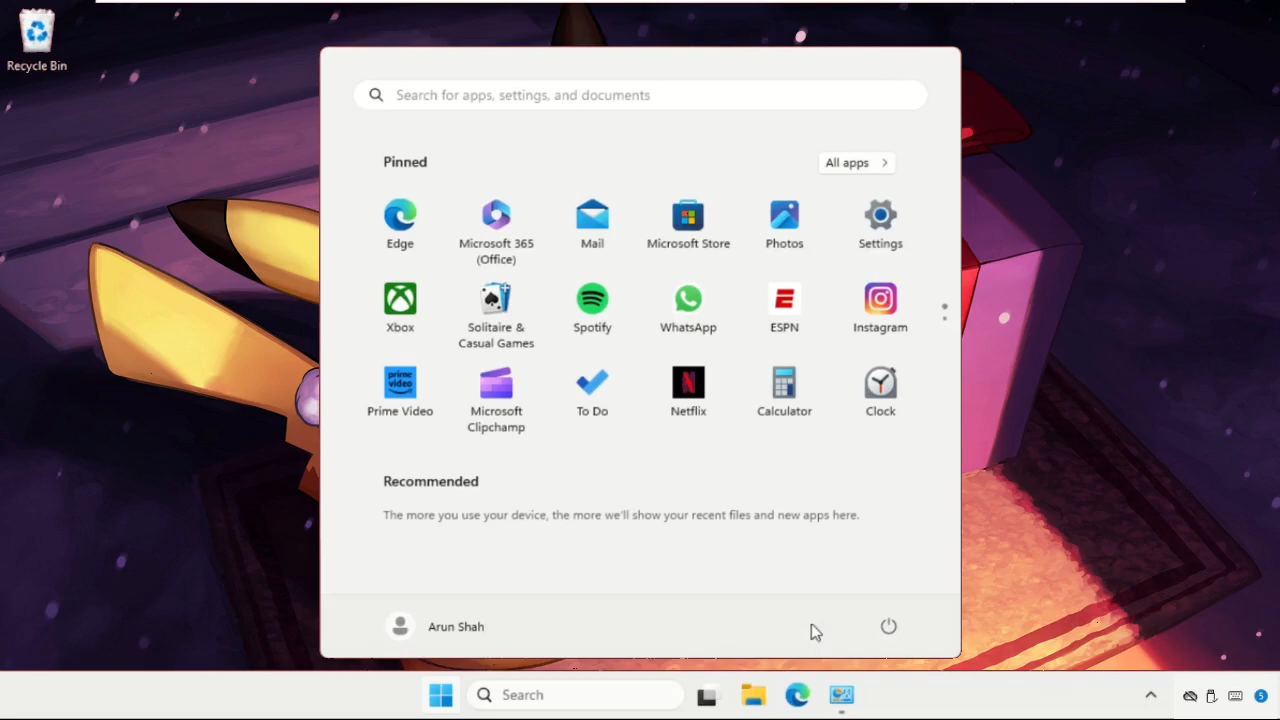 Recycle Bin
Search for apps, settings, and documents
Pinned
All apps
Edge
Microsoft 365
(Office)
Mail
Microsoft Store
Photos
Settings
Xbox
Solitaire &
Casual Games
Spotify
WhatsApp
ESPN
Instagram
prime
video
Prime Video
Microsoft
Clipchamp
To Do
Netflix
Calculator
Clock
Recommended
The more you use your device, the more we'll show your recent files and new apps here.
Arun Shah
Search
5